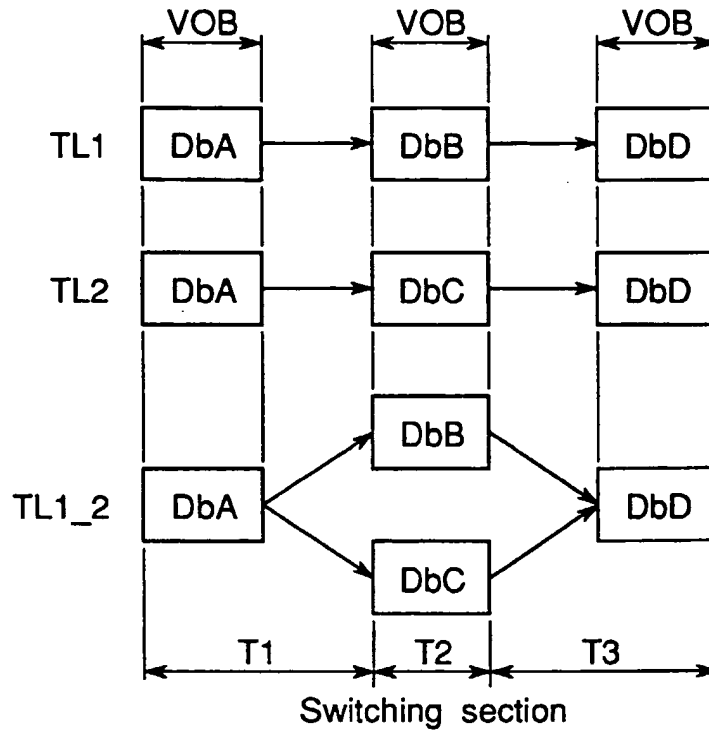 VOB VOB VOB
TL1 DbA DbB DbD
TL2 DbA DbC DbD
DbB
TL1_2 DbA DbD
DbC
T1 T2 T3
Switching section